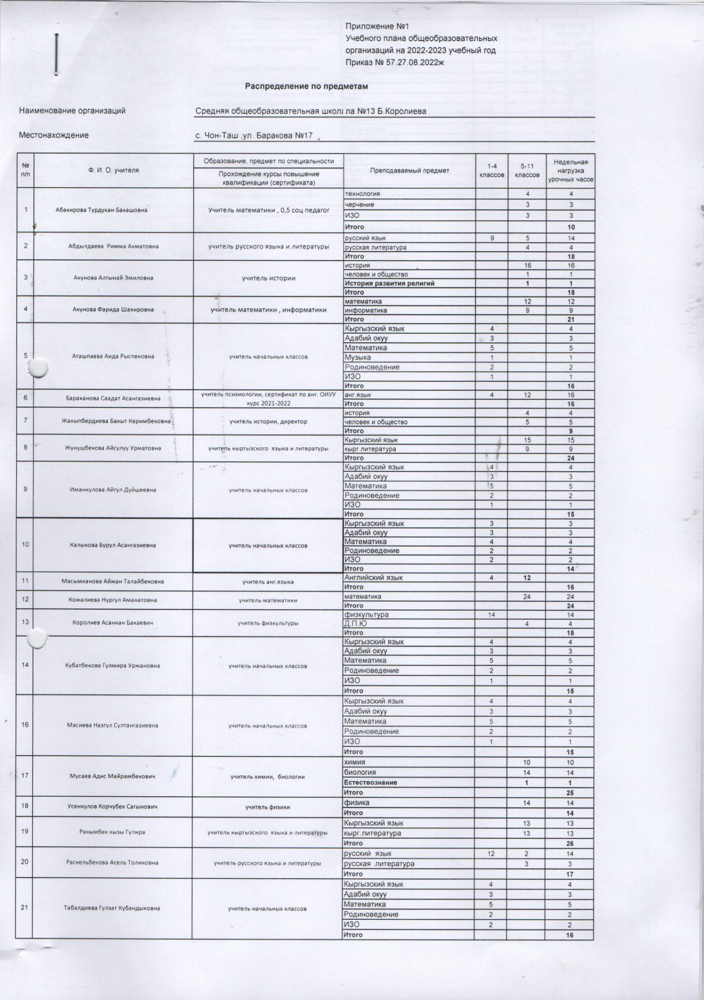 Приложение №1
Учебного плана общеобразовательных
организаций на 2022-2023 учебный год
Приказ № 57.27.08.2022ж
Распределение по предметам
Наименование организаций Средняя общеобразовательная школа ла №13 Б.Королиева
Местонахождение с. Чон-Таш ,ул. Баракова №17
№ п/п Ф. И. О. учителя Образование, предмет по специальности Прохождение курсы повышение квалификации (сертификата) Преподаваемый предмет 1-4 классов 5-11 классов Недельная нагрузка урочных часов
1 Абакирова Турдукан Бакашовна Учитель математики , 0,5 соц педагог
технология 4 4
черчение 3 3
ИЗО 3 3
Итого 10
2 Абдылдаева Римма Акматовна учитель русского языка и литературы
русский язык 9 5 14
русская литература 4 4
Итого 18
3 Акунова Алтынай Эмиловна учитель истории
история 16 16
человек и общество 1 1
История развития религий 1 1
Итого 18
4 Акунова Фарида Шакировна учитель математики , информатики
математика 12 12
информатика 9 9
Итого 21
5 Аташпаева Аида Рыспековна учитель начальных классов
Кыргызский язык 4 4
Адабий окуу 3 3
Математика 5 5
Музыка 1 1
Родиноведение 2 2
ИЗО 1 1
Итого 16
6 Бараканова Саадат Асангазиевна учитель психиологии, сертификат по анг. ОИУУ курс 2021-2022
анг.язык 4 12 16
Итого 16
7 Жакыпбердиева Бакыт Керимбековна учитель истории, директор
история 4 4
человек и общество 5 5
Итого 9
8 Жунушбекова Айсулуу Урматовна учитель кыргызского языка и литературы
Кыргызский язык 15 15
кырг.литература 9 9
Итого 24
9 Иманкулова Айгул Дуйшеевна учитель начальных классов
Кыргызский язык 4 4
Адабий окуу 3 3
Математика 5 5
Родиноведение 2 2
ИЗО 1 1
Итого 15
10 Калыкова Бурул Асангазиевна учитель начальных классов
Кыргызский язык 3 3
Адабий окуу 3 3
Математика 4 4
Родиноведение 2 2
ИЗО 2 2
Итого 14
11 Масымканова Айжан Талайбековна учитель анг.языка
Английский язык 4 12
Итого 16
12 Кожалиева Нургул Аманатовна учитель математики
математика 24 24
Итого 24
13 Королиев Асанкан Бакаевич учитель физкультуры
физкультура 14 14
Д.П.Ю 4 4
Итого 18
14 Кубатбекова Гулмира Уржановна учитель начальных классов
Кыргызский язык 4 4
Адабий окуу 3 3
Математика 5 5
Родиноведение 2 2
ИЗО 1 1
Итого 15
16 Масиева Назгул Султангазиевна учитель начальных классов
Кыргызский язык 4 4
Адабий окуу 3 3
Математика 5 5
Родиноведение 2 2
ИЗО 1 1
Итого 15
17 Мусаев Адис Майрамбекович учитель химии, биологии
химия 10 10
биология 14 14
Естествознание 1 1
Итого 25
18 Усенкулов Корчубек Сагынович учитель физики
физика 14 14
Итого 14
19 Ракымбек кызы Гулира учитель кыргызского языка и литературы
Кыргызский язык 13 13
кырг.литература 13 13
Итого 26
20 Раскельбекова Асель Толиковна учитель русского языка и литературы
русский язык 12 2 14
русская .литература 3 3
Итого 17
21 Табалдиева Гулзат Кубандыковна учитель начальных классов
Кыргызский язык 4 4
Адабий окуу 3 3
Математика 5 5
Родиноведение 2 2
ИЗО 2 2
Итого 16